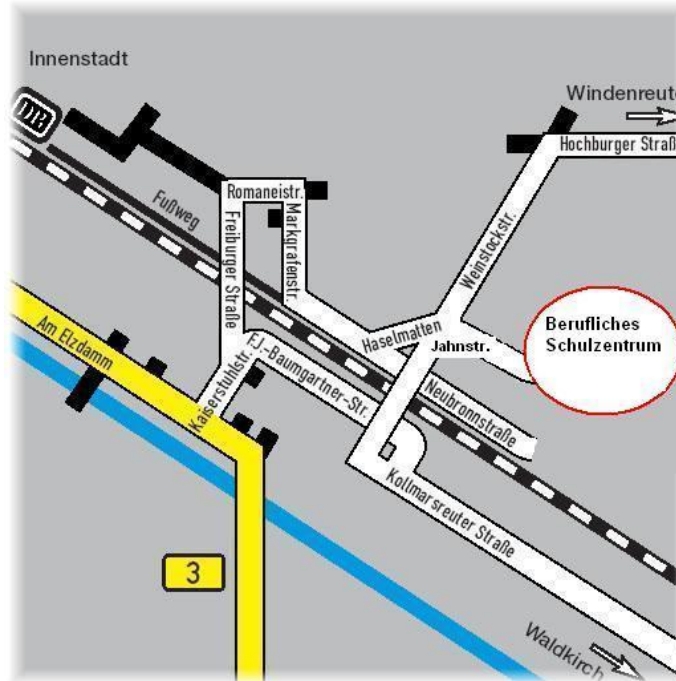 Innenstadt
DB
Windenreute
Hochburger Straß
Romaneistr.
Fußweg
Freiburger Straße
Markgrafenstr.
Weinstockstr.
Berufliches
Schulzentrum
Am Elzdamm
Haselmatten
Jahnstr.
F.J.-Baumgartner-Str.
Kaiserstuhlstr.
Neubronnstraße
Kollmarsreuter Straße
3
Waldkirch